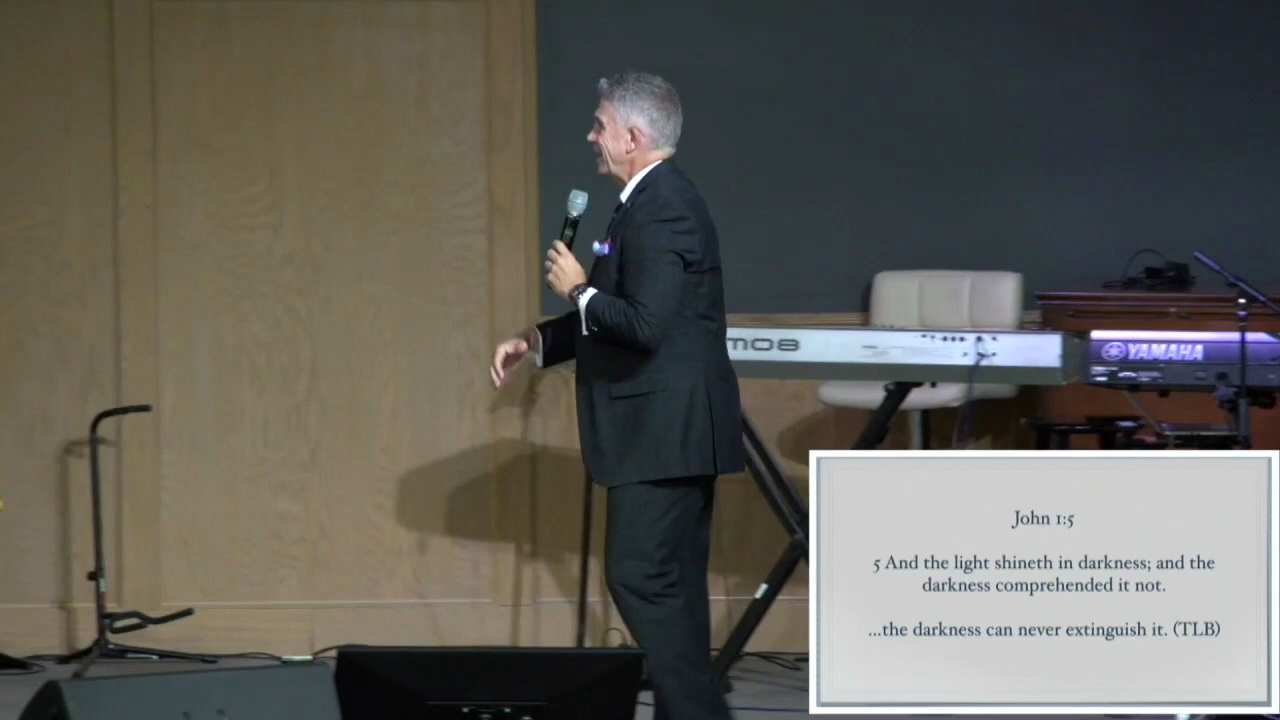 mo8
YAMAHA
John 1:5
5 And the light shineth in darkness; and the
darkness comprehended it not.
...the darkness can never extinguish it. (TLB)